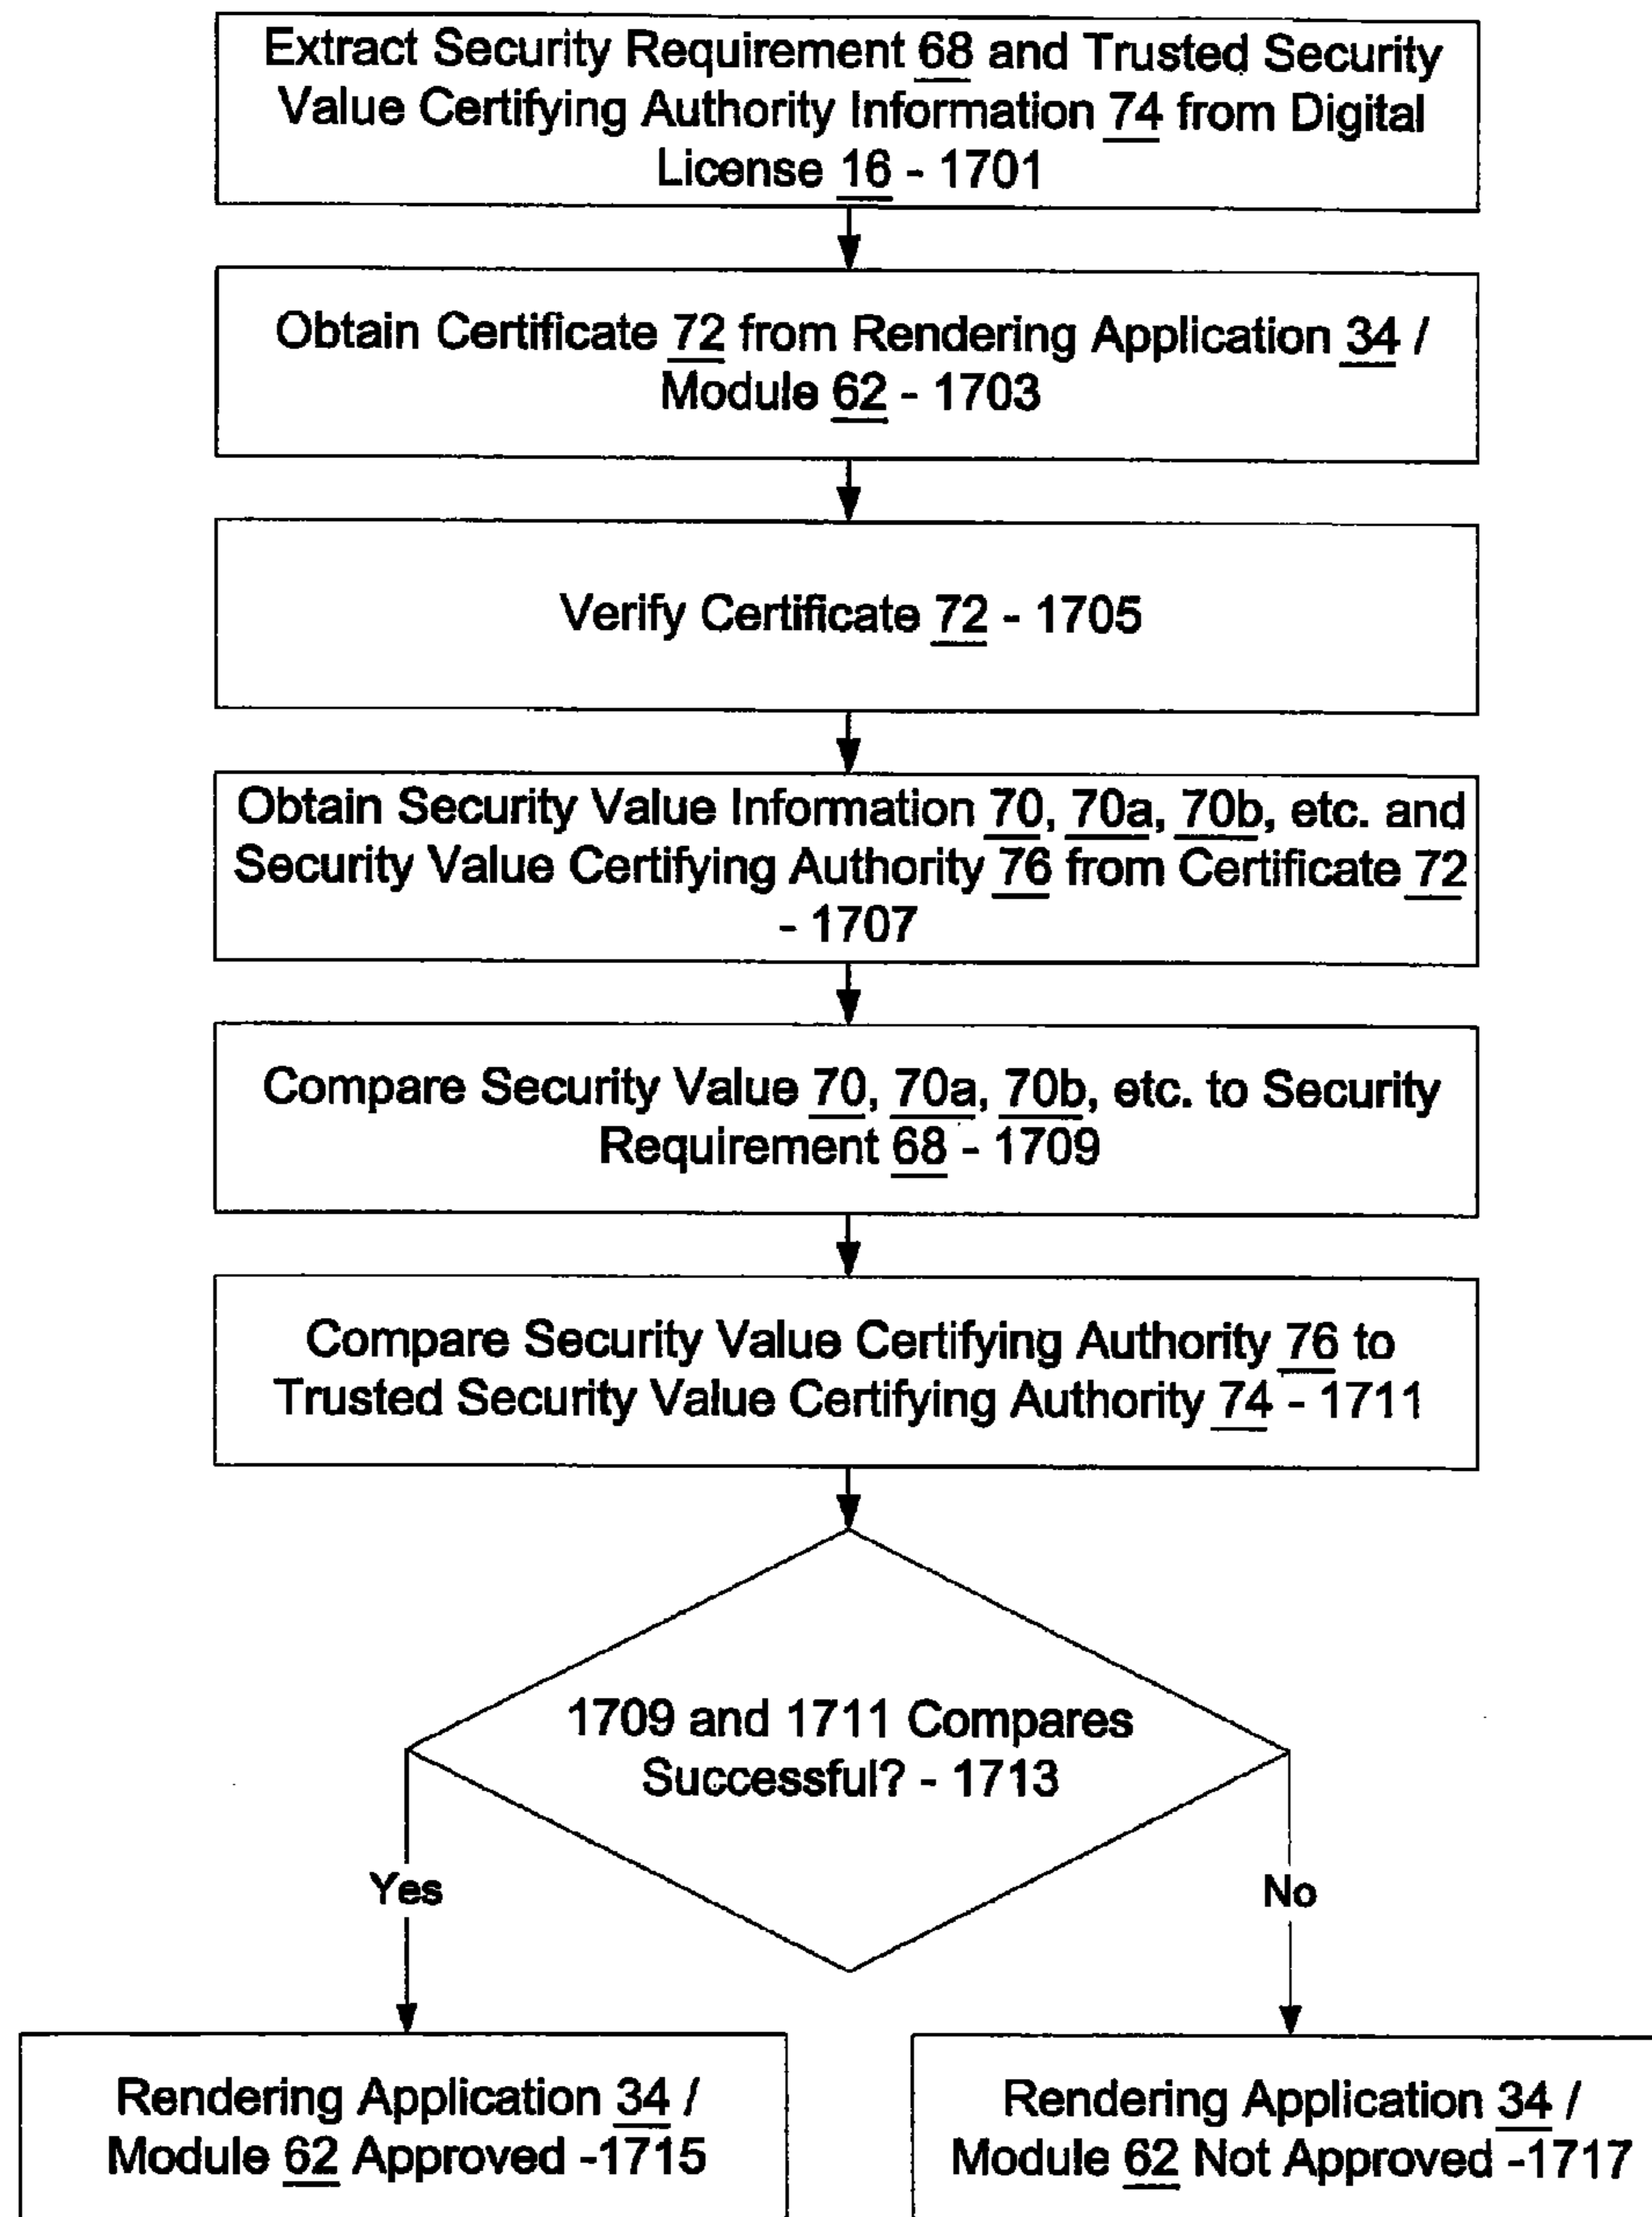 Extract Security Requirement 68 and Trusted Security
Value Certifying Authority Information 74 from Digital
License 16 - 1701
Obtain Certificate 72 from Rendering Application 34 /
Module 62 - 1703
Verify Certificate 72 - 1705
Obtain Security Value Information 70, 70a, 70b, etc. and
Security Value Certifying Authority 76 from Certificate 72
- 1707
Compare Security Value 70, 70a, 70b, etc. to Security
Requirement 68 - 1709
Compare Security Value Certifying Authority 76 to
Trusted Security Value Certifying Authority 74 - 1711
1709 and 1711 Compares
Successful? - 1713
Yes
No
Rendering Application 34 /
Module 62 Approved -1715
Rendering Application 34 /
Module 62 Not Approved -1717